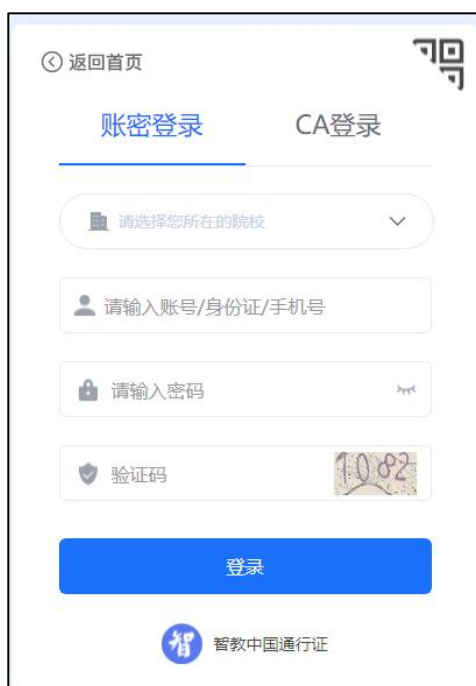 返回首页
账密登录 CA登录
请选择您所在的院校
请输入账号/身份证/手机号
请输入密码
验证码 1082
登录
智 智教中国通行证